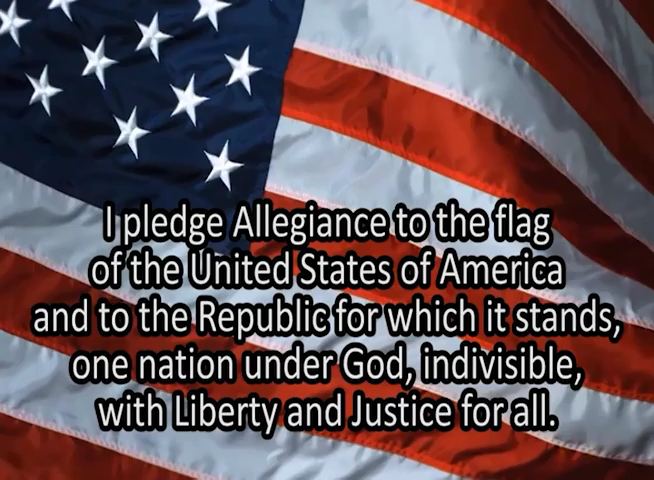 I pledge Allegiance to the flag
of the United States of America
and to the Republic for which it stands,
one nation under God, indivisible,
with Liberty and Justice for all.